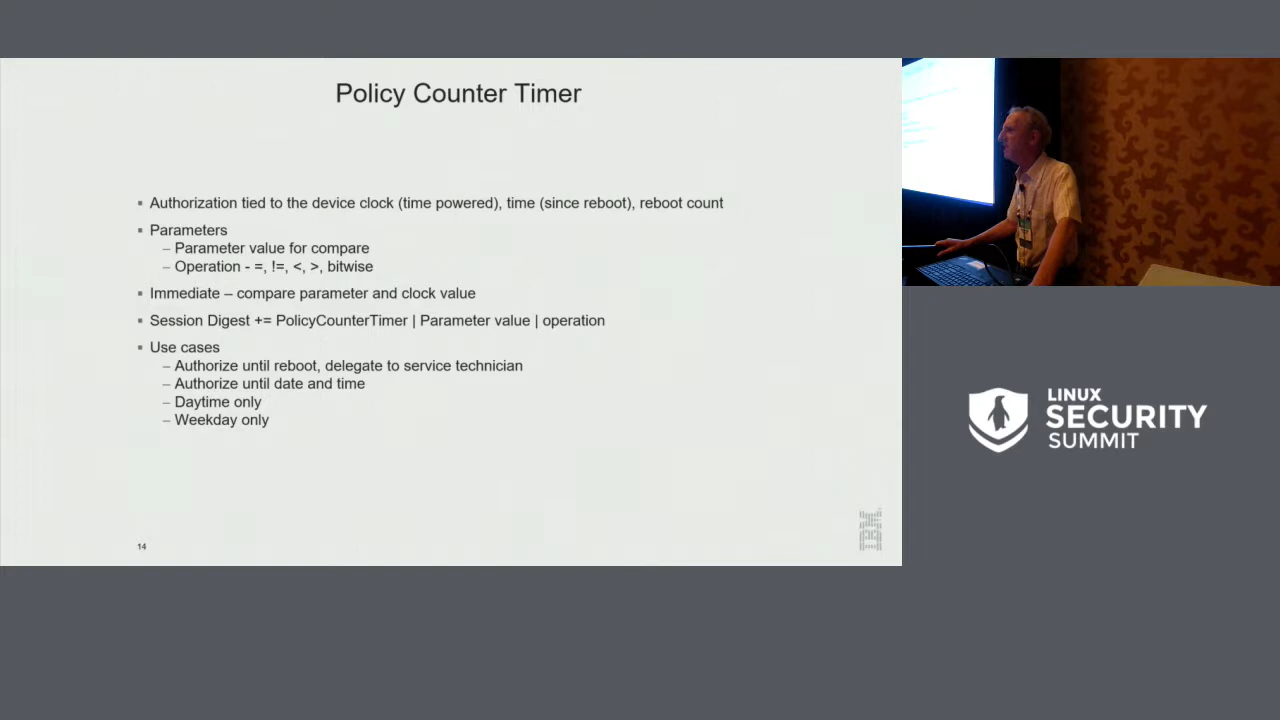 Policy Counter Timer
▪ Authorization tied to the device clock (time powered), time (since reboot), reboot count
▪ Parameters
– Parameter value for compare
– Operation - =, !=, <, >, bitwise
▪ Immediate – compare parameter and clock value
▪ Session Digest += PolicyCounterTimer | Parameter value | operation
▪ Use cases
– Authorize until reboot, delegate to service technician
– Authorize until date and time
– Daytime only
– Weekday only
14
IBM
LINUX
SECURITY
SUMMIT